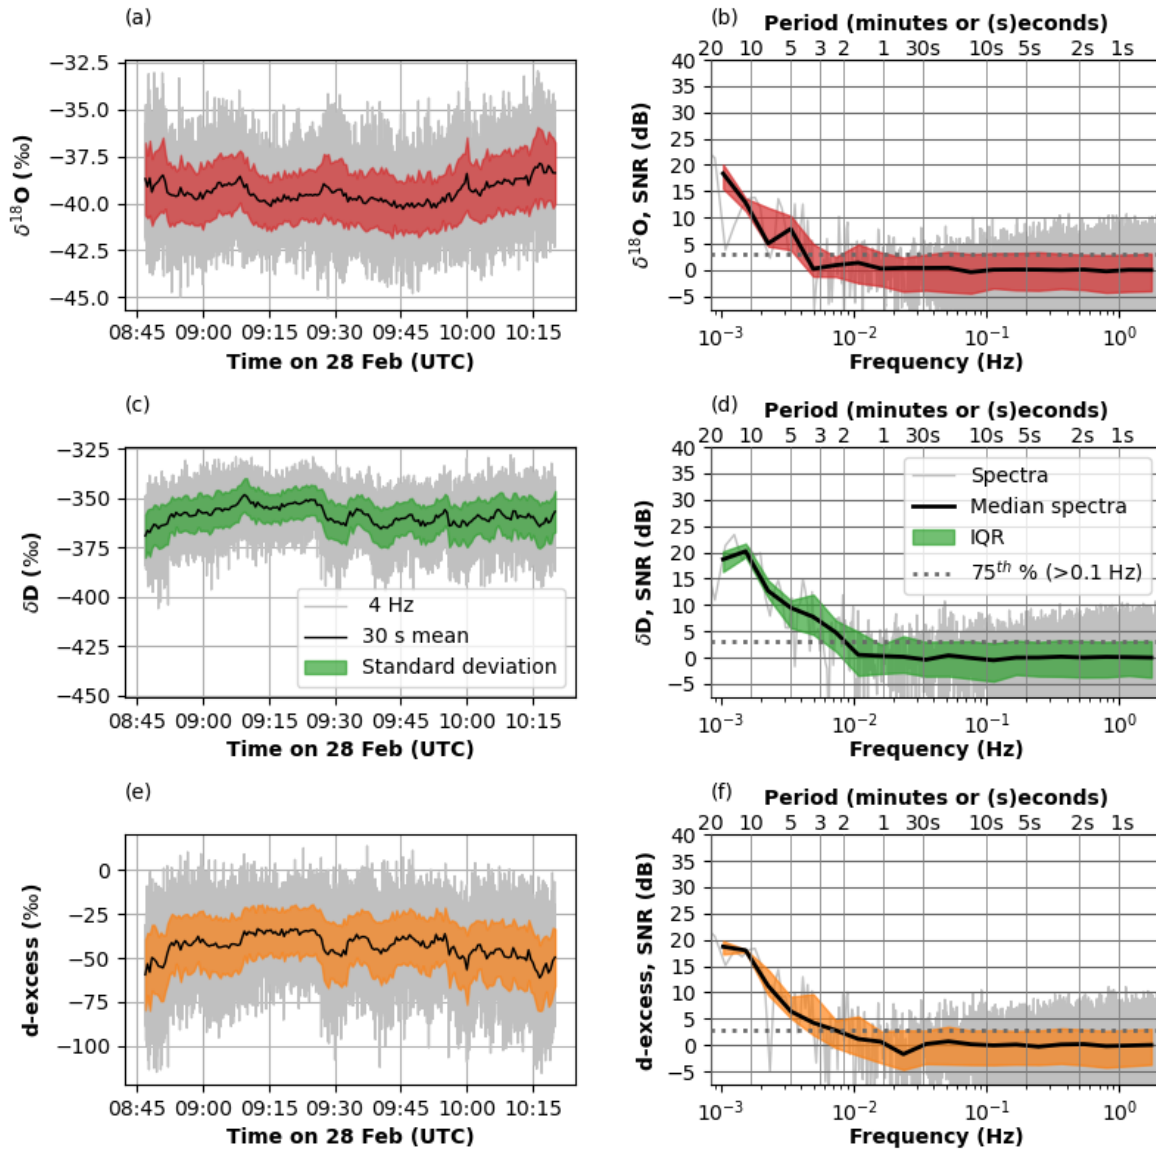 (a)
−32.5
−35.0
−37.5
−40.0
−42.5
−45.0
δ¹⁸O (‰)
08:45 09:00 09:15 09:30 09:45 10:00 10:15
Time on 28 Feb (UTC)
(b)
Period (minutes or (s)econds)
20 10 5 3 2 1 30s 10s 5s 2s 1s
40
35
30
25
20
15
10
5
0
−5
δ¹⁸O, SNR (dB)
10⁻³ 10⁻² 10⁻¹ 10⁰
Frequency (Hz)
(c)
−325
−350
−375
−400
−425
−450
δD (‰)
4 Hz
30 s mean
Standard deviation
08:45 09:00 09:15 09:30 09:45 10:00 10:15
Time on 28 Feb (UTC)
(d)
Period (minutes or (s)econds)
20 10 5 3 2 1 30s 10s 5s 2s 1s
40
35
30
25
20
15
10
5
0
−5
δD, SNR (dB)
Spectra
Median spectra
IQR
75ᵗʰ % (>0.1 Hz)
10⁻³ 10⁻² 10⁻¹ 10⁰
Frequency (Hz)
(e)
0
−25
−50
−75
−100
d-excess (‰)
08:45 09:00 09:15 09:30 09:45 10:00 10:15
Time on 28 Feb (UTC)
(f)
Period (minutes or (s)econds)
20 10 5 3 2 1 30s 10s 5s 2s 1s
40
35
30
25
20
15
10
5
0
−5
d-excess, SNR (dB)
10⁻³ 10⁻² 10⁻¹ 10⁰
Frequency (Hz)